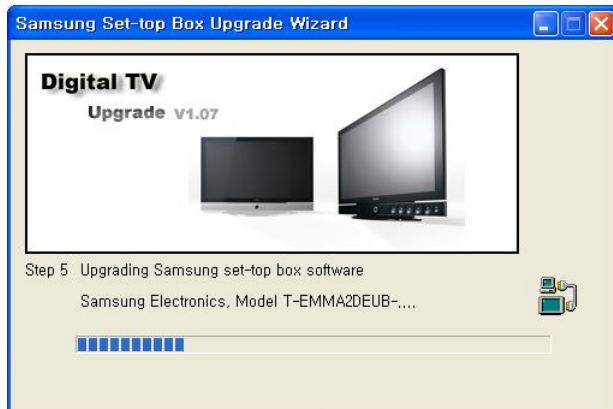 Samsung Set-top Box Upgrade Wizard
Digital TV
Upgrade V1.07
Step 5 Upgrading Samsung set-top box software
Samsung Electronics, Model T-EMMA2DEUB-,...